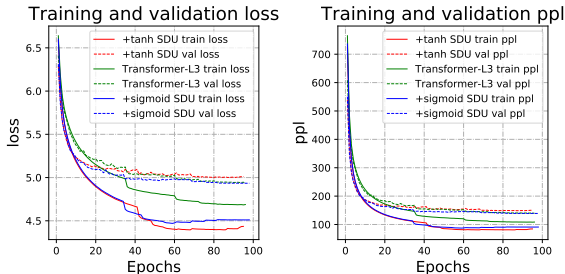 Training and validation loss
loss
6.5
6.0
5.5
5.0
4.5
+tanh SDU train loss
+tanh SDU val loss
Transformer-L3 train loss
Transformer-L3 val loss
+sigmoid SDU train loss
+sigmoid SDU val loss
0 20 40 60 80 100
Epochs
Training and validation ppl
ppl
700
600
500
400
300
200
100
+tanh SDU train ppl
+tanh SDU val ppl
Transformer-L3 train ppl
Transformer-L3 val ppl
+sigmoid SDU train ppl
+sigmoid SDU val ppl
0 20 40 60 80 100
Epochs